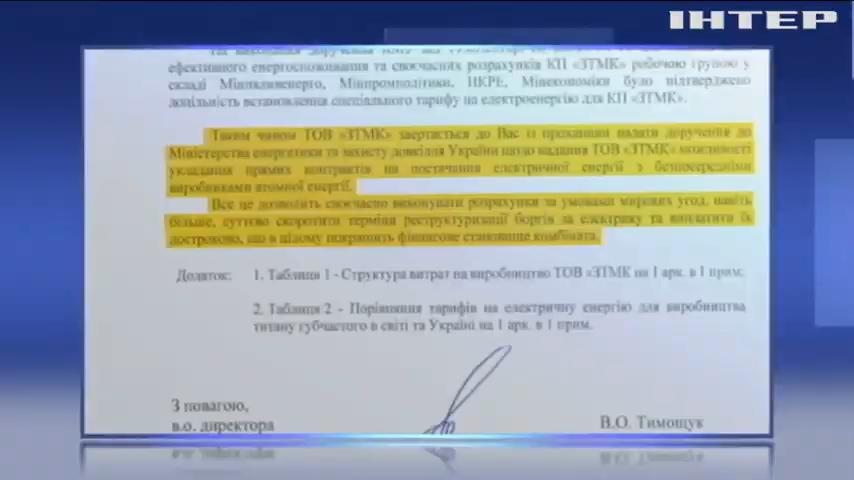 ІНТЕР
ефективного енергоспоживання та своєчасних розрахунків КП «ЗТМК» робочою групою у
складі Мінпаливенерго, Мінпромполітики, НКРЕ, Мінекономіки було підтверджено
доцільність встановлення спеціального тарифу на електроенергію для КП «ЗТМК».
Таким чином ТОВ «ЗТМК» звертається до Вас із проханням надати доручення до
Міністерства енергетики та захисту довкілля України щодо надання ТОВ «ЗТМК» можливості
укладання прямих контрактів на постачання електричної енергії з безпосередніми
виробниками атомної енергії.
Все це дозволить своєчасно виконувати розрахунки за умовами мирових угод, навіть
більше, суттєво скоротити терміни реструктуризації боргів за електрику та виплатити їх
достроково, що в цілому покращить фінансове становище комбіната.
Додаток: 1. Таблиця 1 - Структура витрат на виробництво ТОВ «ЗТМК на 1 арк. в 1 прим.
2. Таблиця 2 - Порівняння тарифів на електричну енергію для виробництва
титану губчастого в світі та Україні на 1 арк. в 1 прим.
З повагою,
в.о. директора В.О. Тимощук